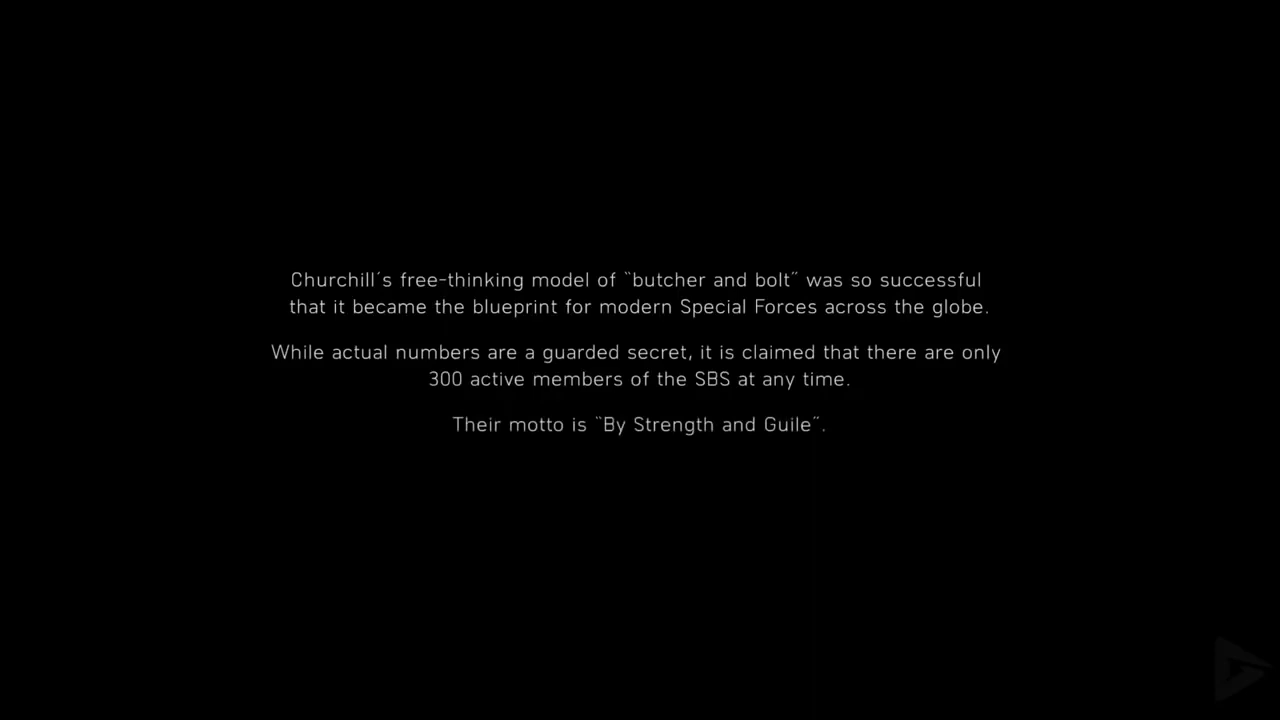 Churchill´s free-thinking model of “butcher and bolt” was so successful
that it became the blueprint for modern Special Forces across the globe.
While actual numbers are a guarded secret, it is claimed that there are only
300 active members of the SBS at any time.
Their motto is “By Strength and Guile”.